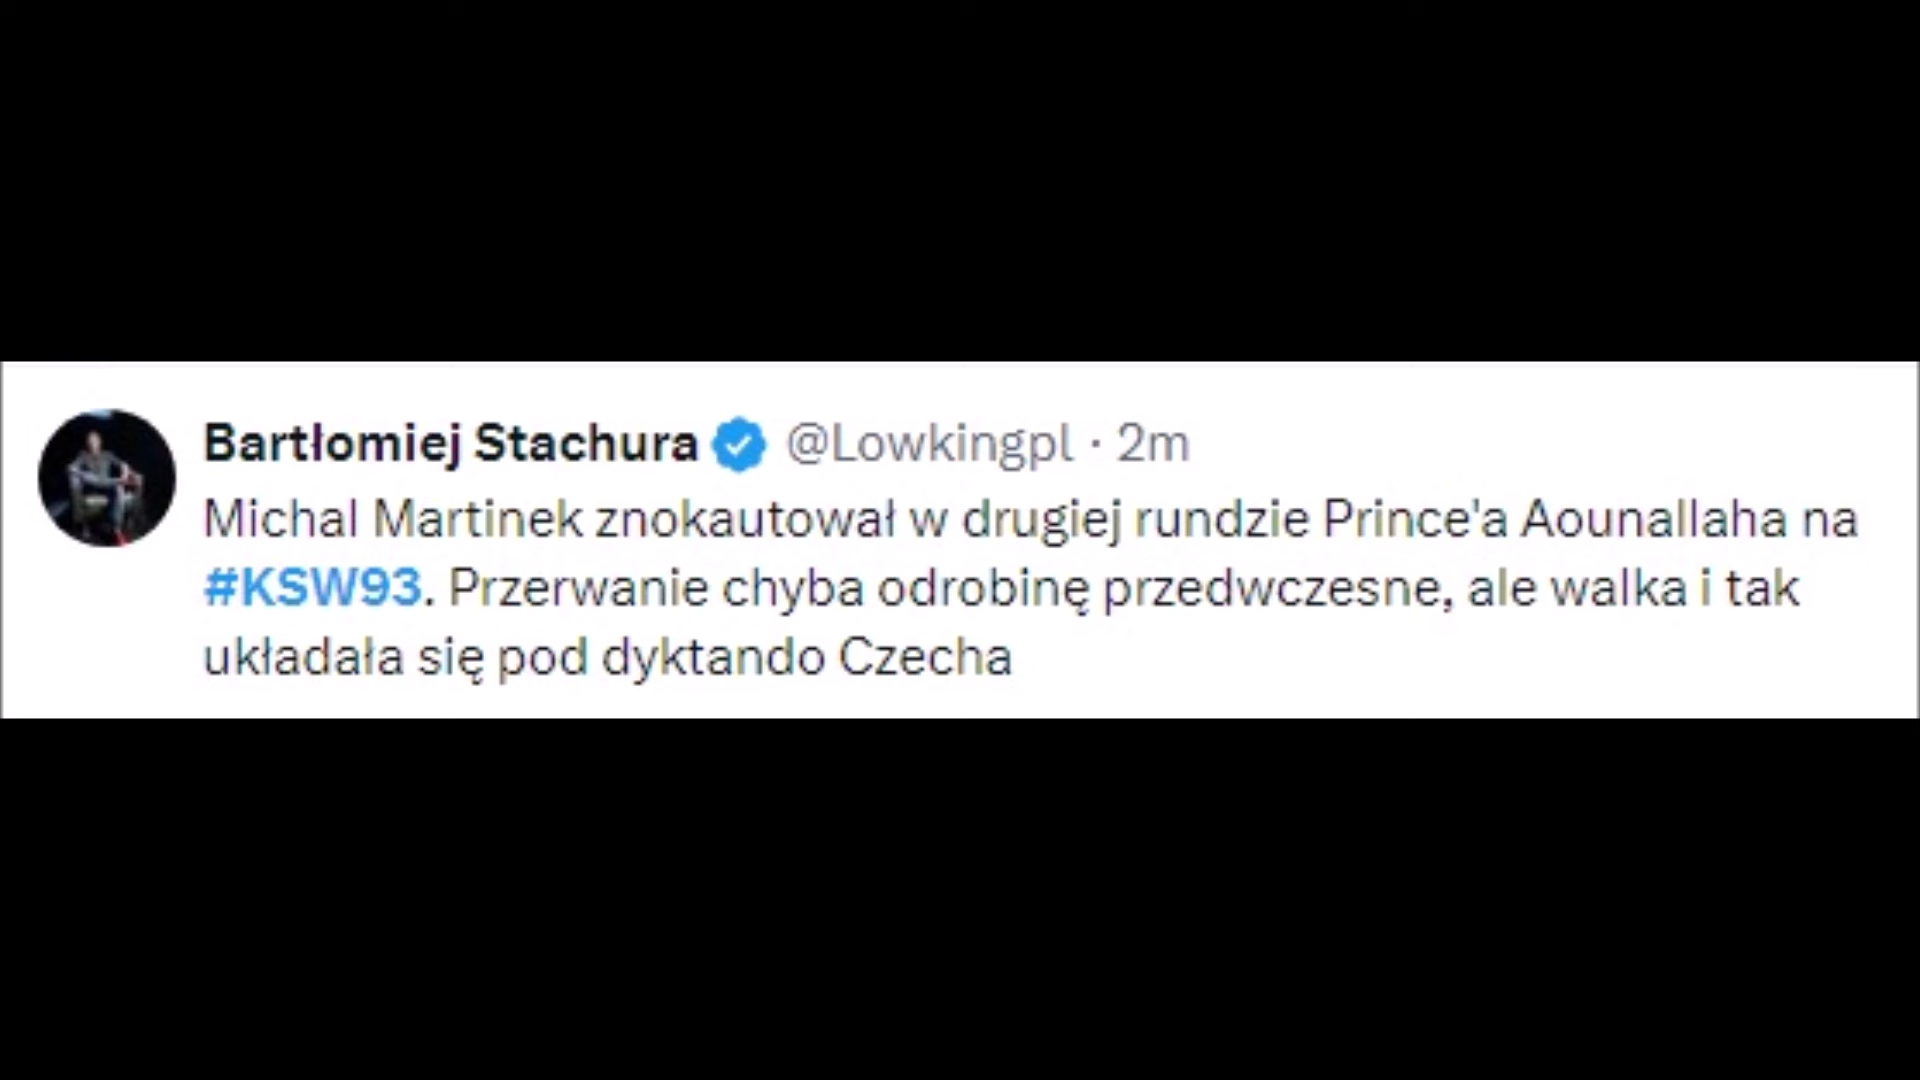 Bartłomiej Stachura @Lowkingpl · 2m
Michal Martinek znokautował w drugiej rundzie Prince'a Aounallaha na
#KSW93. Przerwanie chyba odrobinę przedwczesne, ale walka i tak
układała się pod dyktando Czecha